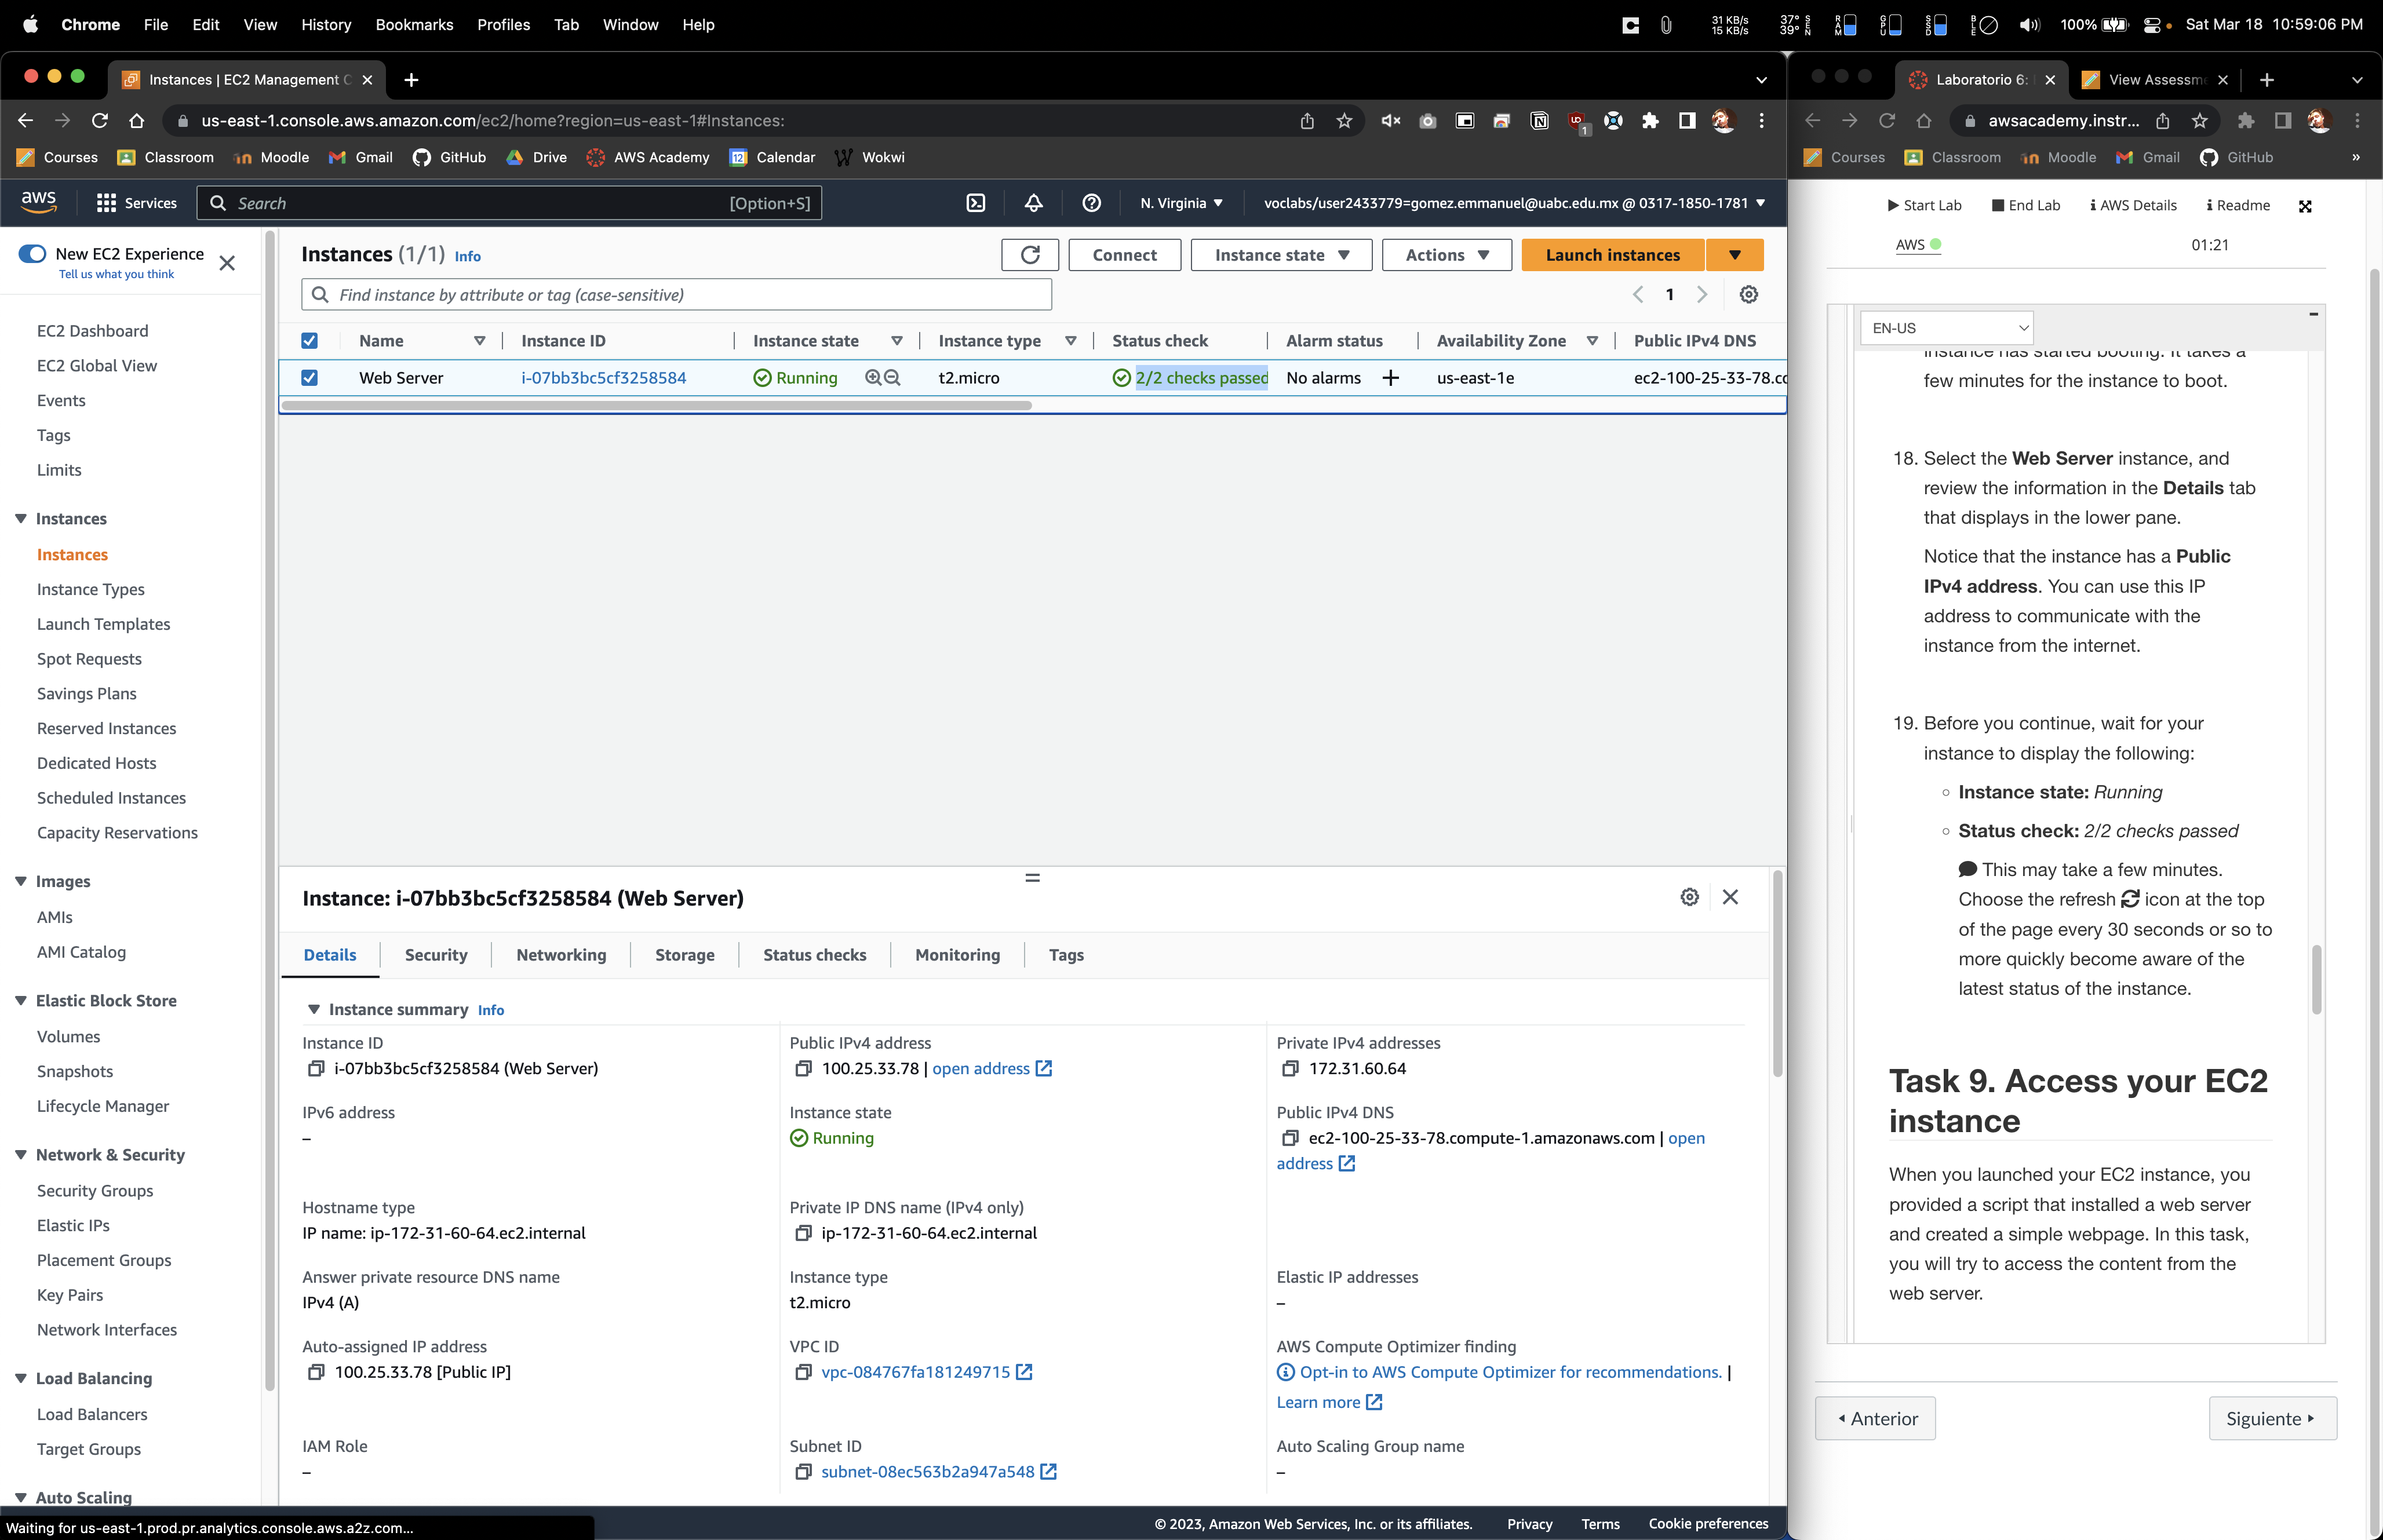 Chrome File Edit View History Bookmarks Profiles Tab Window Help
31 KB/s
15 KB/s
37°
39°
SEN
RAM
GPU
SSD
BLE
100%
Sat Mar 18 10:59:06 PM
Instances | EC2 Management C
us-east-1.console.aws.amazon.com/ec2/home?region=us-east-1#Instances:
1
Courses Classroom Moodle Gmail GitHub Drive AWS Academy Calendar Wokwi
aws Services Search [Option+S] N. Virginia voclabs/user2433779=gomez.emmanuel@uabc.edu.mx @ 0317-1850-1781
New EC2 Experience
Tell us what you think
EC2 Dashboard
EC2 Global View
Events
Tags
Limits
Instances
Instances
Instance Types
Launch Templates
Spot Requests
Savings Plans
Reserved Instances
Dedicated Hosts
Scheduled Instances
Capacity Reservations
Images
AMIs
AMI Catalog
Elastic Block Store
Volumes
Snapshots
Lifecycle Manager
Network & Security
Security Groups
Elastic IPs
Placement Groups
Key Pairs
Network Interfaces
Load Balancing
Load Balancers
Target Groups
Auto Scaling
Waiting for us-east-1.prod.pr.analytics.console.aws.a2z.com...
Instances (1/1) Info
Connect Instance state Actions Launch instances
Find instance by attribute or tag (case-sensitive)
1
Name Instance ID Instance state Instance type Status check Alarm status Availability Zone Public IPv4 DNS
Web Server i-07bb3bc5cf3258584 Running t2.micro 2/2 checks passed No alarms us-east-1e ec2-100-25-33-78.co
Instance: i-07bb3bc5cf3258584 (Web Server)
Details Security Networking Storage Status checks Monitoring Tags
Instance summary Info
Instance ID
i-07bb3bc5cf3258584 (Web Server)
Public IPv4 address
100.25.33.78 | open address
Private IPv4 addresses
172.31.60.64
IPv6 address
–
Instance state
Running
Public IPv4 DNS
ec2-100-25-33-78.compute-1.amazonaws.com | open
address
Hostname type
IP name: ip-172-31-60-64.ec2.internal
Private IP DNS name (IPv4 only)
ip-172-31-60-64.ec2.internal
Answer private resource DNS name
IPv4 (A)
Instance type
t2.micro
Elastic IP addresses
–
Auto-assigned IP address
100.25.33.78 [Public IP]
VPC ID
vpc-084767fa181249715
AWS Compute Optimizer finding
Opt-in to AWS Compute Optimizer for recommendations. |
Learn more
IAM Role
–
Subnet ID
subnet-08ec563b2a947a548
Auto Scaling Group name
–
© 2023, Amazon Web Services, Inc. or its affiliates. Privacy Terms Cookie preferences
Laboratorio 6: View Assessm
awsacademy.instr...
Courses Classroom Moodle Gmail GitHub »
Start Lab End Lab AWS Details Readme
AWS 01:21
EN-US
instance has started booting. It takes a
few minutes for the instance to boot.
18. Select the Web Server instance, and
review the information in the Details tab
that displays in the lower pane.
Notice that the instance has a Public
IPv4 address. You can use this IP
address to communicate with the
instance from the internet.
19. Before you continue, wait for your
instance to display the following:
Instance state: Running
Status check: 2/2 checks passed
This may take a few minutes.
Choose the refresh icon at the top
of the page every 30 seconds or so to
more quickly become aware of the
latest status of the instance.
Task 9. Access your EC2
instance
When you launched your EC2 instance, you
provided a script that installed a web server
and created a simple webpage. In this task,
you will try to access the content from the
web server.
Anterior Siguiente